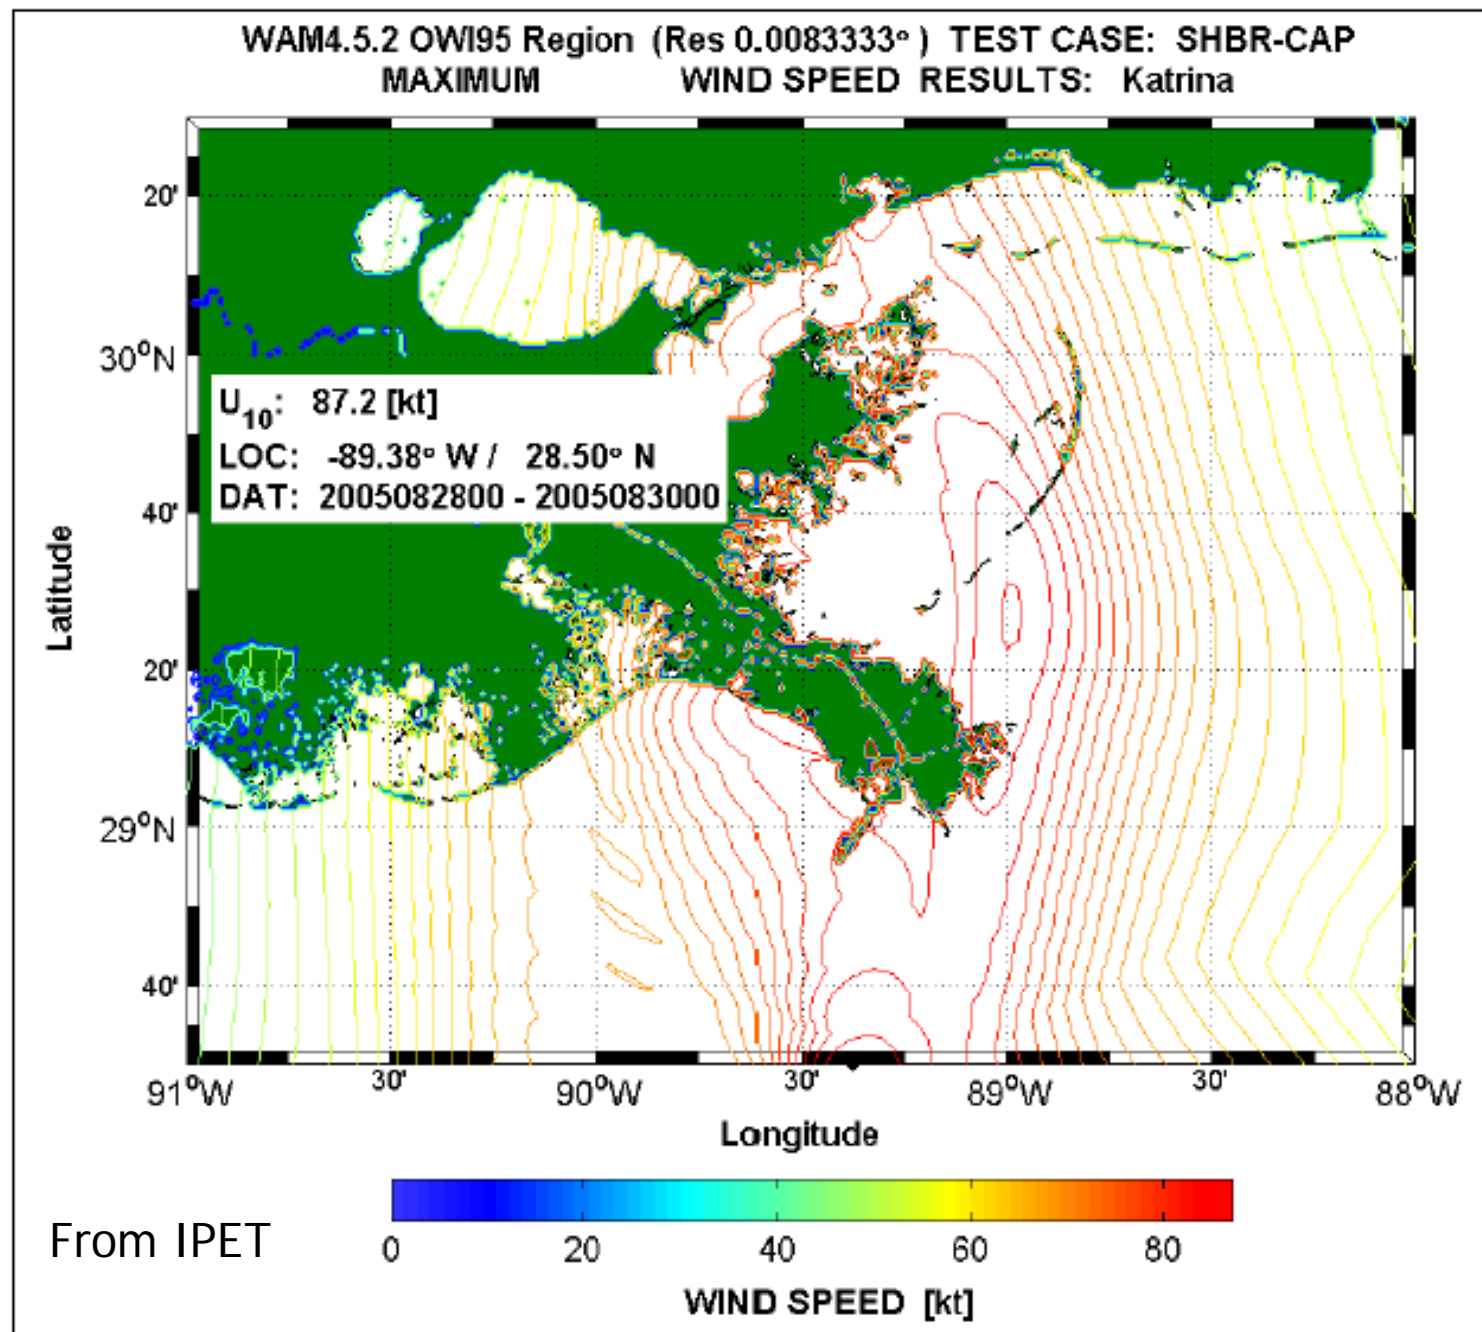 WAM4.5.2 OWI95 Region (Res 0.0083333° ) TEST CASE: SHBR-CAP
MAXIMUM WIND SPEED RESULTS: Katrina
20'
30°N
U10: 87.2 [kt]
LOC: -89.38° W / 28.50° N
DAT: 2005082800 - 2005083000
40'
20'
29°N
40'
Latitude
91°W 30' 90°W 30' 89°W 30' 88°W
Longitude
0 20 40 60 80
WIND SPEED [kt]
From IPET